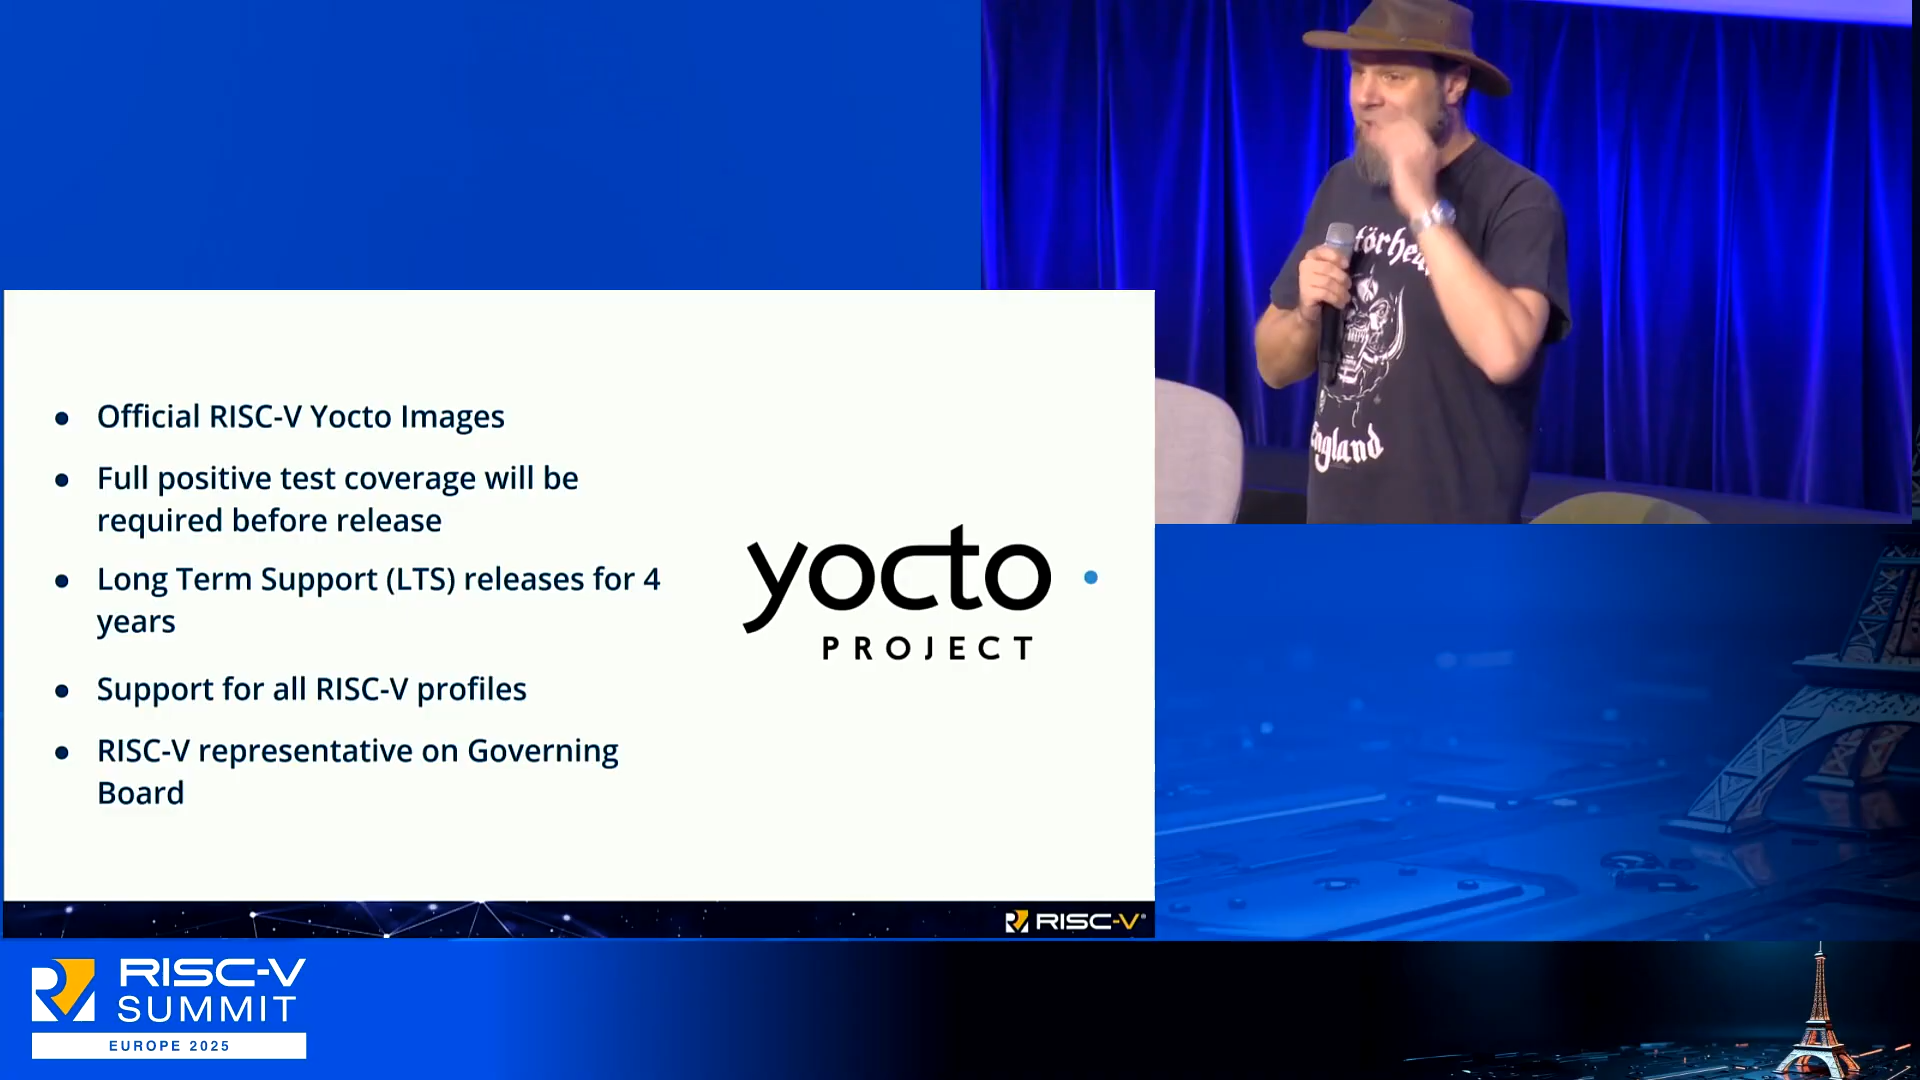 törhea
England
• Official RISC-V Yocto Images
• Full positive test coverage will be
required before release
• Long Term Support (LTS) releases for 4
years
• Support for all RISC-V profiles
• RISC-V representative on Governing
Board
yocto
PROJECT
RISC-V
RISC-V
SUMMIT
EUROPE 2025